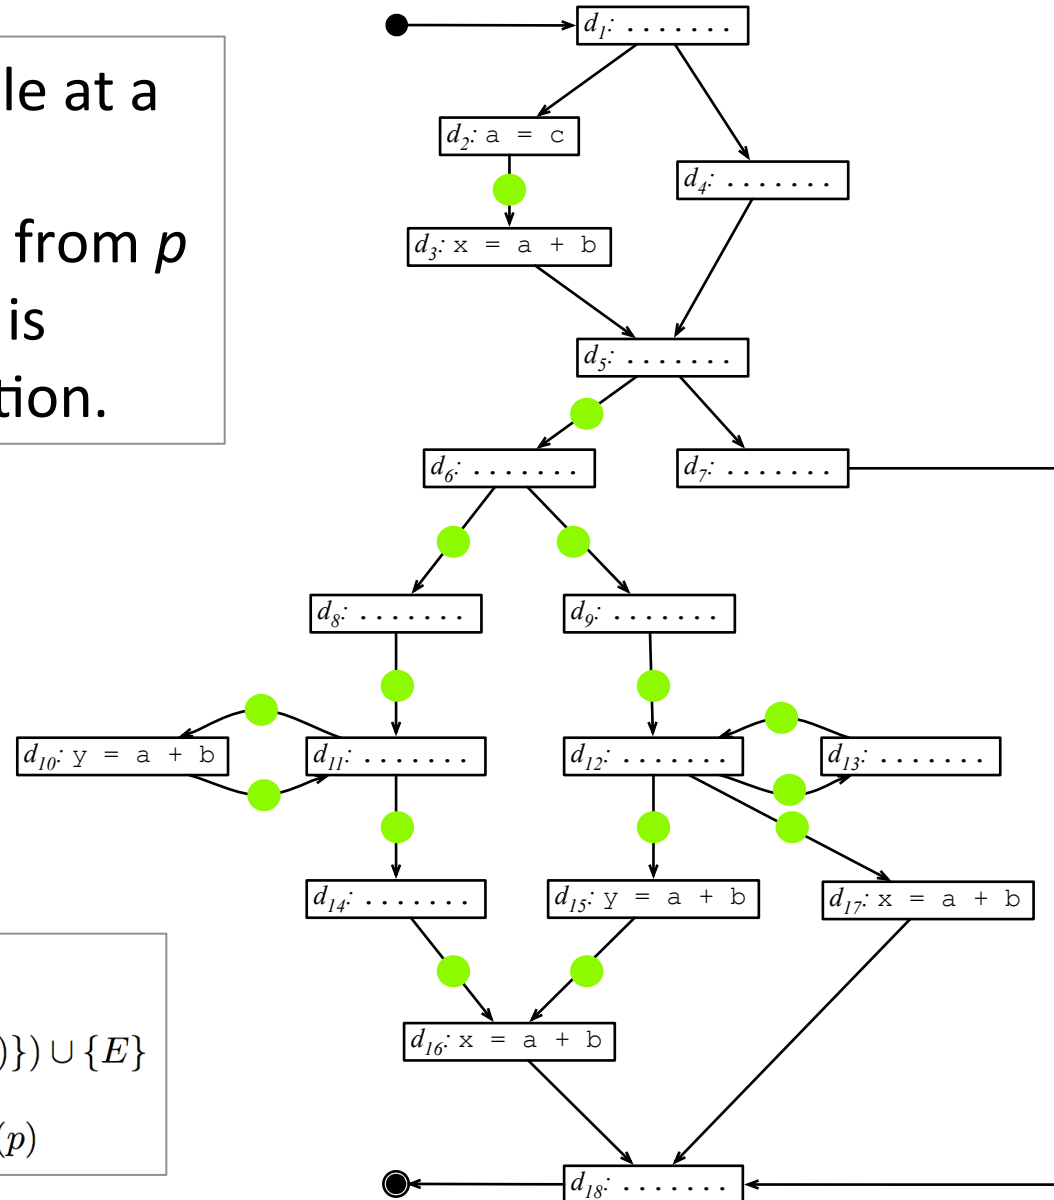 le at a
from p
is
tion.
d1: . . . . . . .
d2: a = c
d4: . . . . . . .
d3: x = a + b
d5: . . . . . . .
d6: . . . . . . .
d7: . . . . . . .
d8: . . . . . . .
d9: . . . . . . .
d10: y = a + b
d11: . . . . . . .
d12: . . . . . . .
d13: . . . . . . .
d14: . . . . . . .
d15: y = a + b
d17: x = a + b
d16: x = a + b
)}) ∪ {E}
(p)
d18: . . . . . . .